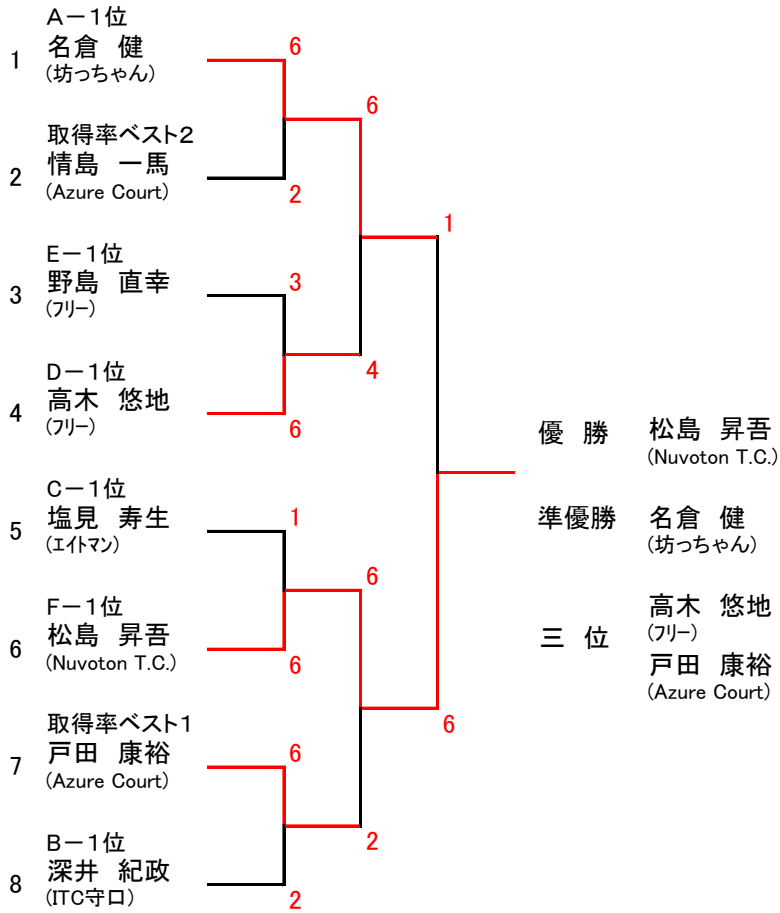 A－1位
1 名倉 健 6
(坊っちゃん)
6
取得率ベスト2
2 情島 一馬
(Azure Court) 2
1
E－1位
3 野島 直幸 3
(フリー)
4
D－1位
4 高木 悠地
(フリー) 6
優 勝 松島 昇吾
(Nuvoton T.C.)
C－1位
5 塩見 寿生 1
(エイトマン)
準優勝 名倉 健
(坊っちゃん)
6
F－1位
6 松島 昇吾
(Nuvoton T.C.) 6
三 位 高木 悠地
(フリー)
戸田 康裕
(Azure Court)
6
取得率ベスト1
7 戸田 康裕 6
(Azure Court)
2
B－1位
8 深井 紀政
(ITC守口) 2